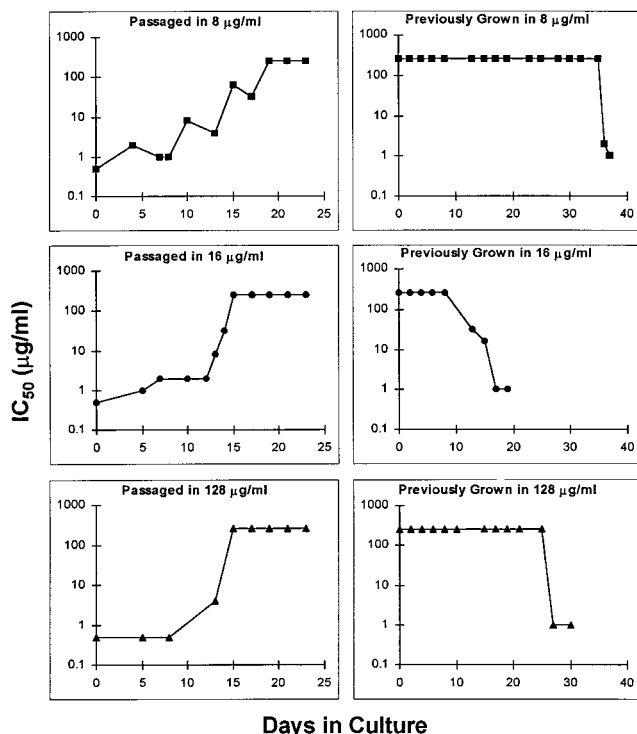 Passaged in 8 µg/ml
1000
100
10
1
0.1
0 5 10 15 20 25
Previously Grown in 8 µg/ml
1000
100
10
1
0.1
0 10 20 30 40
Passaged in 16 µg/ml
1000
100
10
1
0.1
0 5 10 15 20 25
Previously Grown in 16 µg/ml
1000
100
10
1
0.1
0 10 20 30 40
Passaged in 128 µg/ml
1000
100
10
1
0.1
0 5 10 15 20 25
Previously Grown in 128 µg/ml
1000
100
10
1
0.1
0 10 20 30 40
IC50 (µg/ml)
Days in Culture